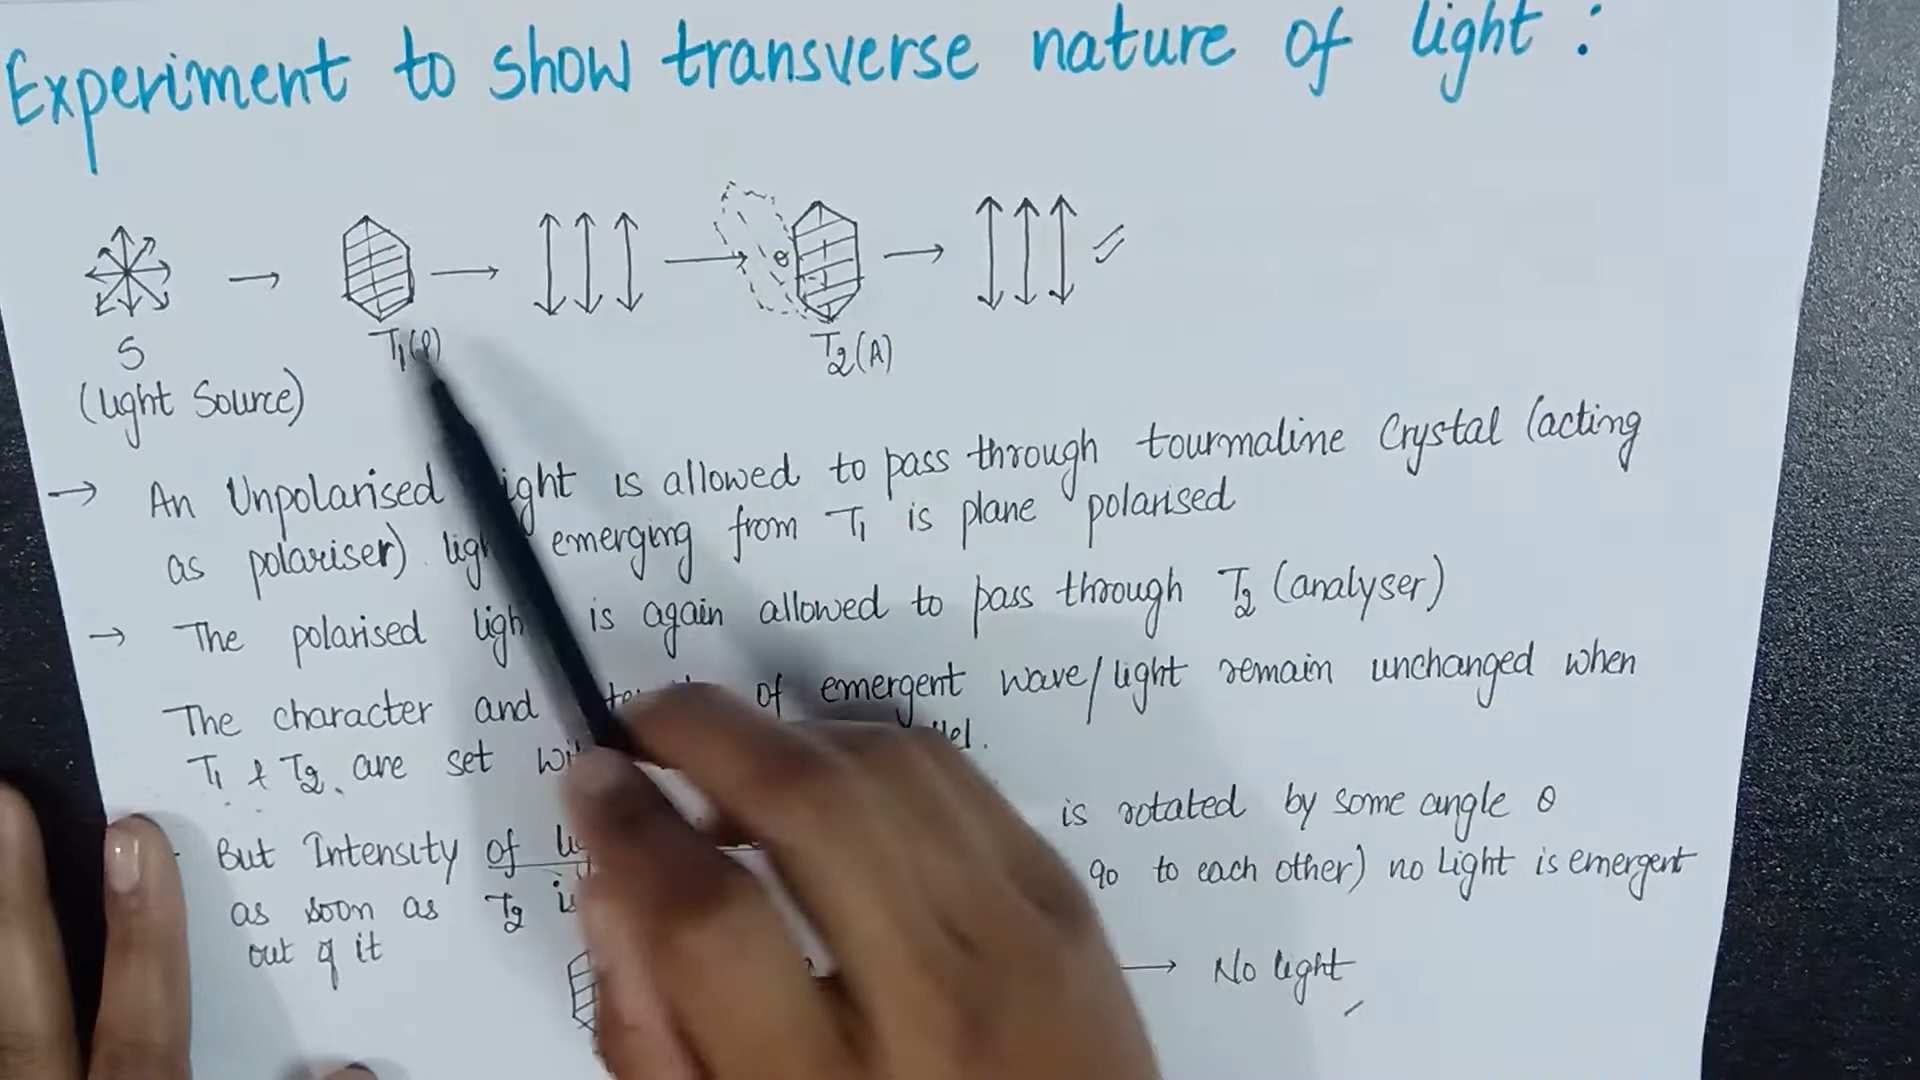 Experiment to show transverse nature of light :
S
T1(P)
T2(A)
θ
(light Source)
→ An Unpolarised light is allowed to pass through tourmaline Crystal (acting
as polariser). light emerging from T1 is plane polarised
→ The polarised light is again allowed to pass through T2 (analyser)
The character and of emergent wave/light remain unchanged when
T1 & T2 are set
But Intensity of is rotated by some angle θ
as soon as T2 is 90 to each other) no light is emergent
out of it
→ No light